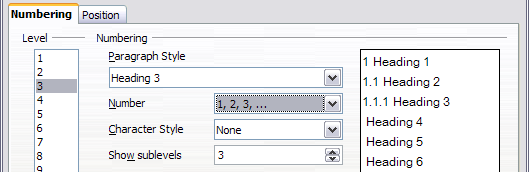 Numbering Position
Level Numbering
1
2
3
4
5
6
7
8
Paragraph Style
Heading 3
Number 1, 2, 3, ...
Character Style None
Show sublevels 3
1 Heading 1
1.1 Heading 2
1.1.1 Heading 3
Heading 4
Heading 5
Heading 6